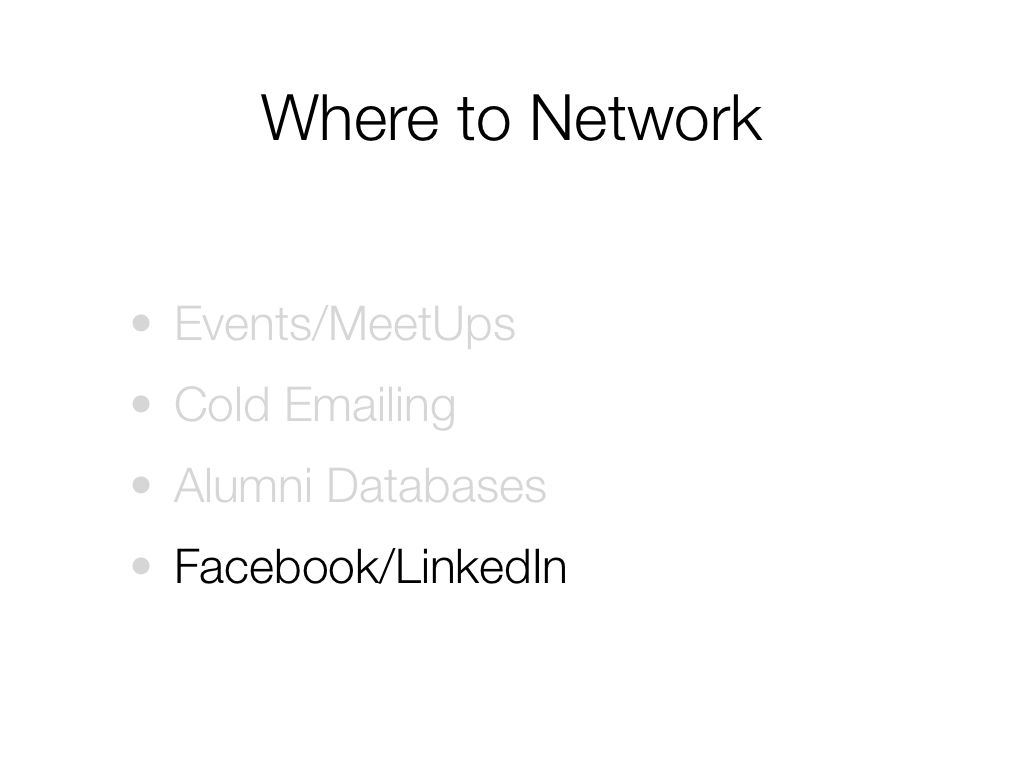 Where to Network
• Events/MeetUps
• Cold Emailing
• Alumni Databases
• Facebook/LinkedIn